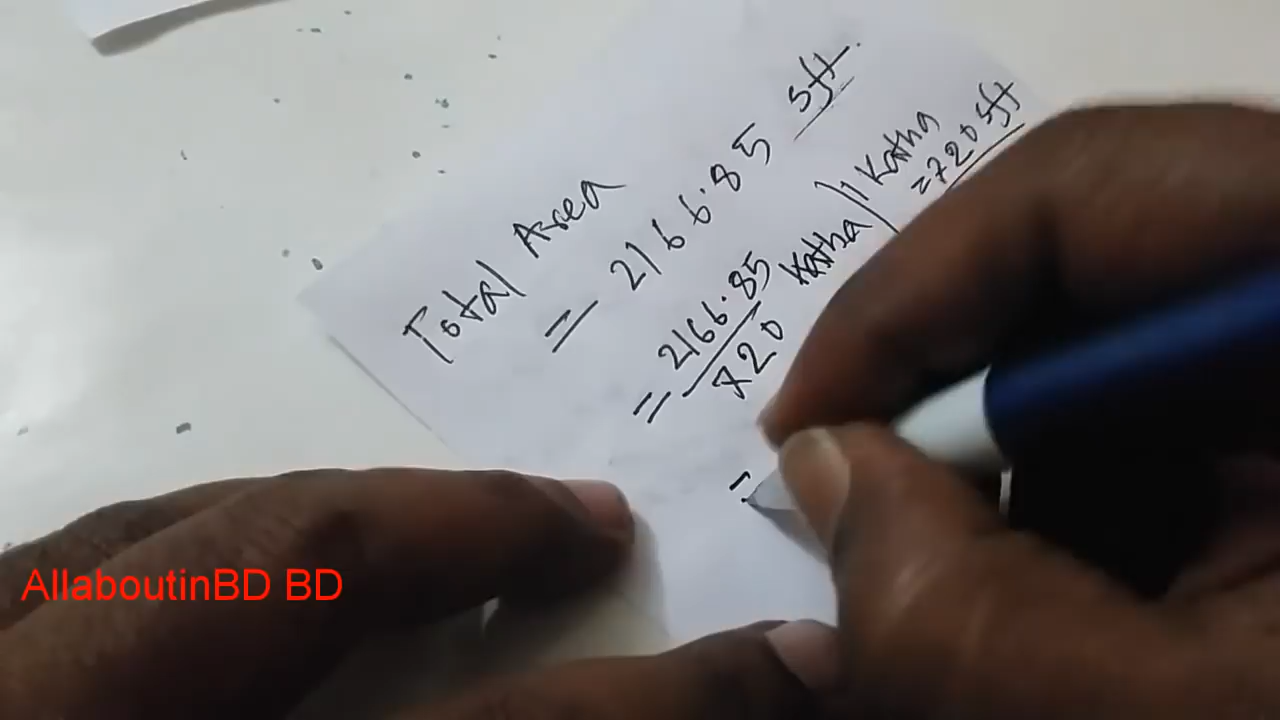 Total Area
= 2166.85 sft.
= 2166.85/720 Katha | 1 Katha
= 720 sft
=
AllaboutinBD BD